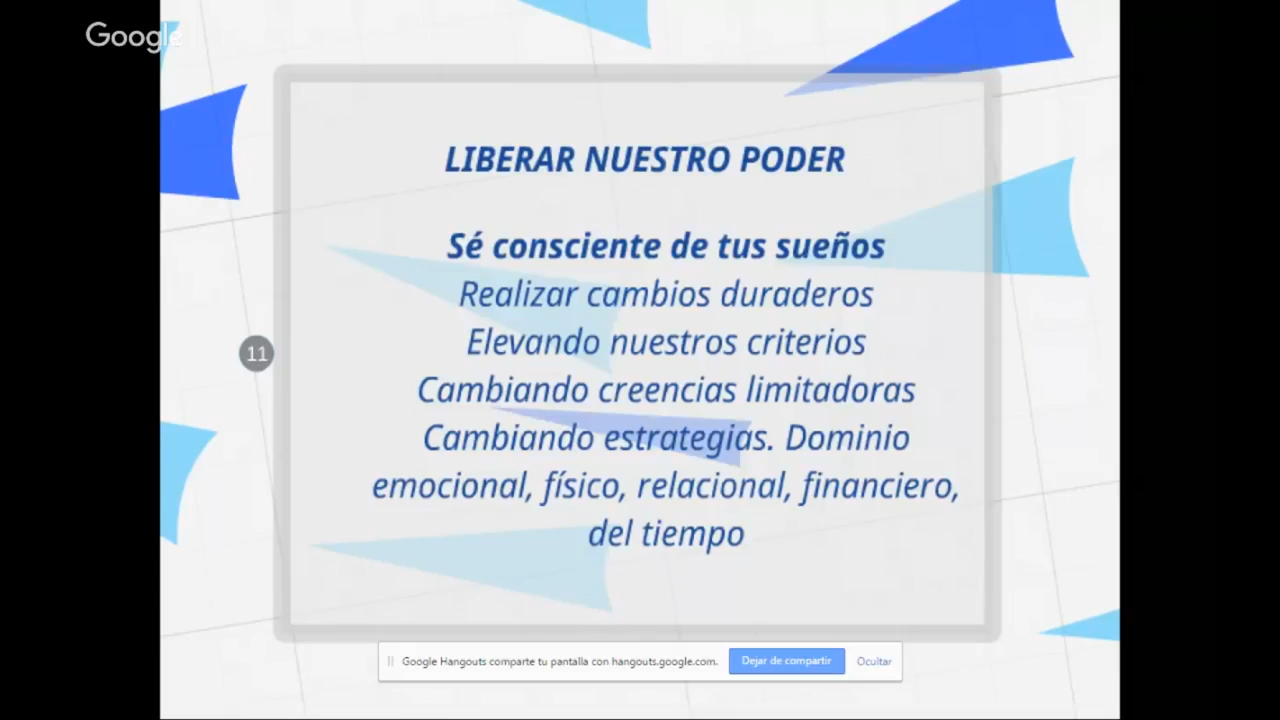 Google
LIBERAR NUESTRO PODER
Sé consciente de tus sueños
Realizar cambios duraderos
Elevando nuestros criterios
11
Cambiando creencias limitadoras
Cambiando estrategias. Dominio
emocional, físico, relacional, financiero,
del tiempo
Google Hangouts comparte tu pantalla con hangouts.google.com. Dejar de compartir Ocultar